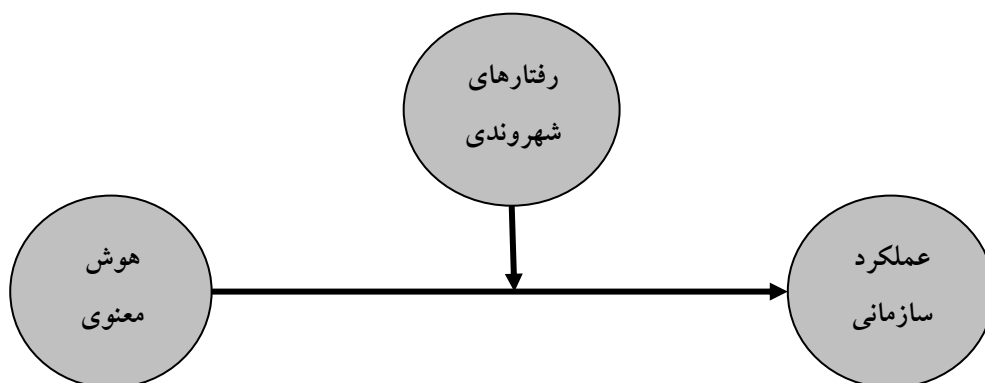 رفتارهای
شهروندی
هوش
معنوی
عملکرد
سازمانی